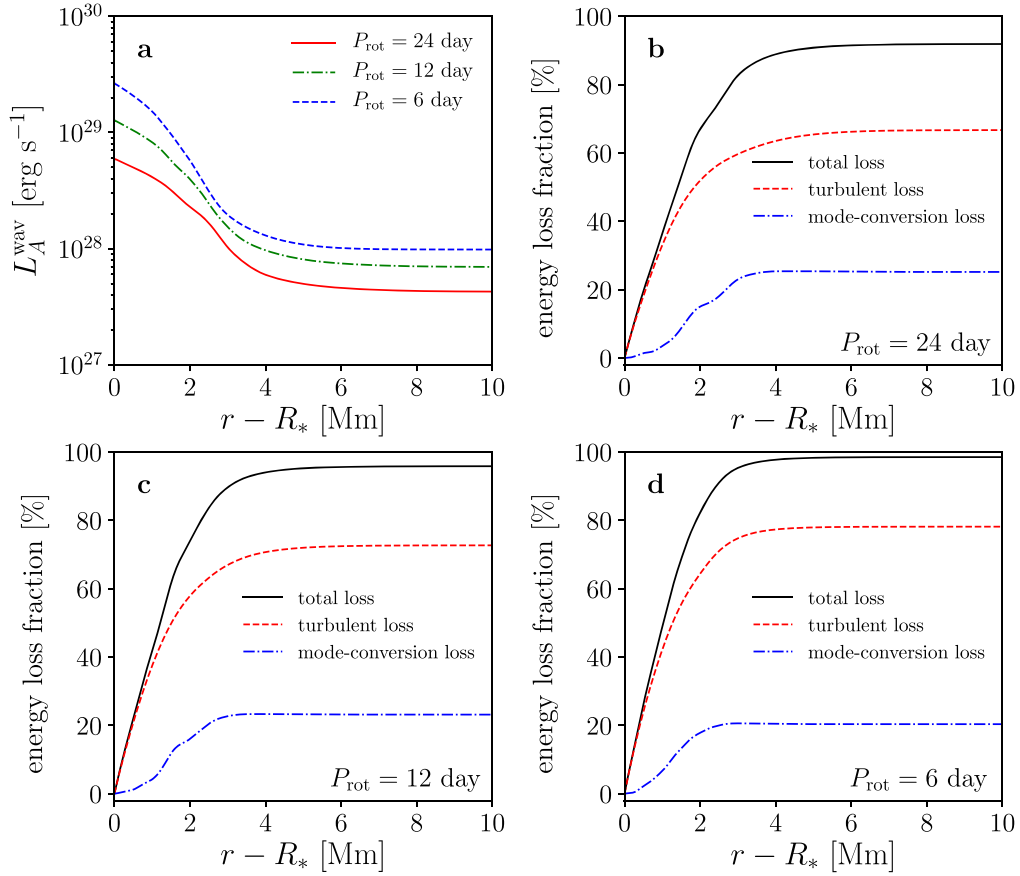 a
10^30
10^29
10^28
10^27
L_A^wav [erg s^−1]
P_rot = 24 day
P_rot = 12 day
P_rot = 6 day
0 2 4 6 8 10
r − R_* [Mm]
b
100
80
60
40
20
0
energy loss fraction [%]
total loss
turbulent loss
mode-conversion loss
P_rot = 24 day
0 2 4 6 8 10
r − R_* [Mm]
c
100
80
60
40
20
0
energy loss fraction [%]
total loss
turbulent loss
mode-conversion loss
P_rot = 12 day
0 2 4 6 8 10
r − R_* [Mm]
d
100
80
60
40
20
0
energy loss fraction [%]
total loss
turbulent loss
mode-conversion loss
P_rot = 6 day
0 2 4 6 8 10
r − R_* [Mm]